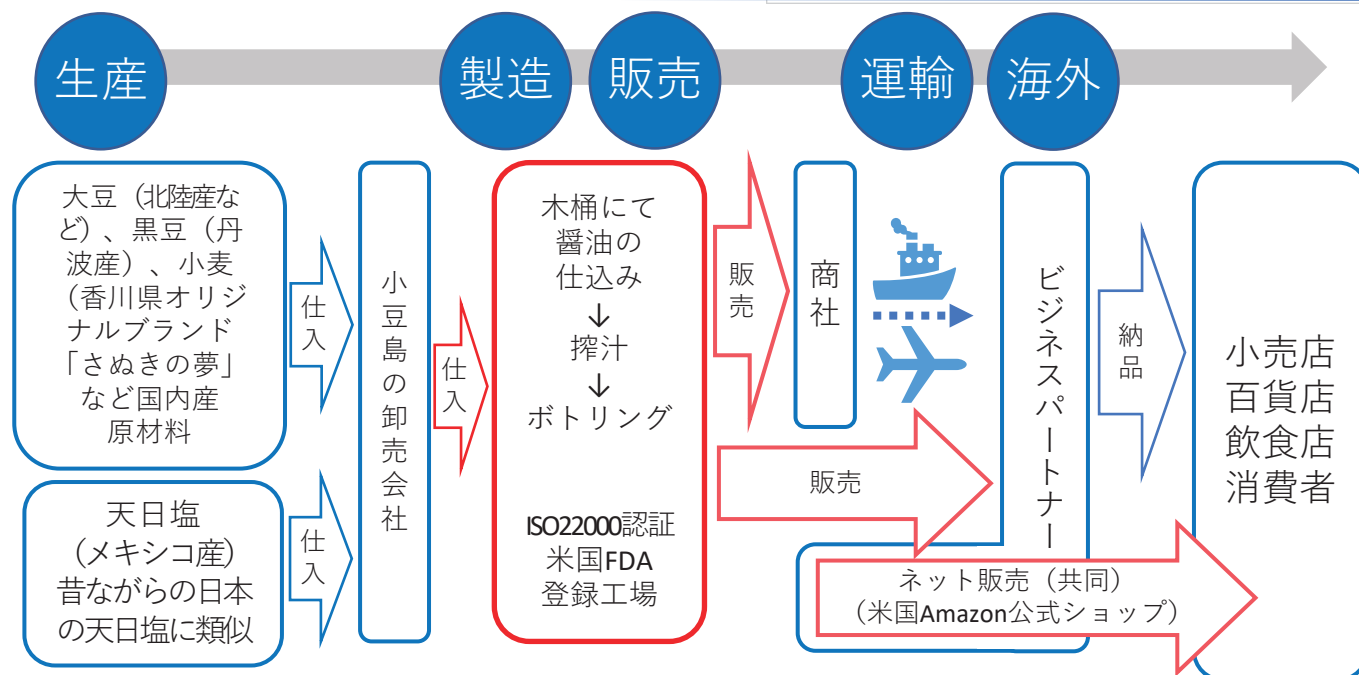 生産
製造
販売
運輸
海外
大豆（北陸産な
ど）、黒豆（丹
波産）、小麦
（香川県オリジ
ナルブランド
「さぬきの夢」
など国内産
原材料
仕入
天日塩
（メキシコ産）
昔ながらの日本
の天日塩に類似
仕入
小豆島の卸売会社
仕入
木桶にて
醤油の
仕込み
↓
搾汁
↓
ボトリング
ISO22000認証
米国FDA
登録工場
販売
商社
販売
ビジネスパートナー
ネット販売（共同）
（米国Amazon公式ショップ）
納品
小売店
百貨店
飲食店
消費者